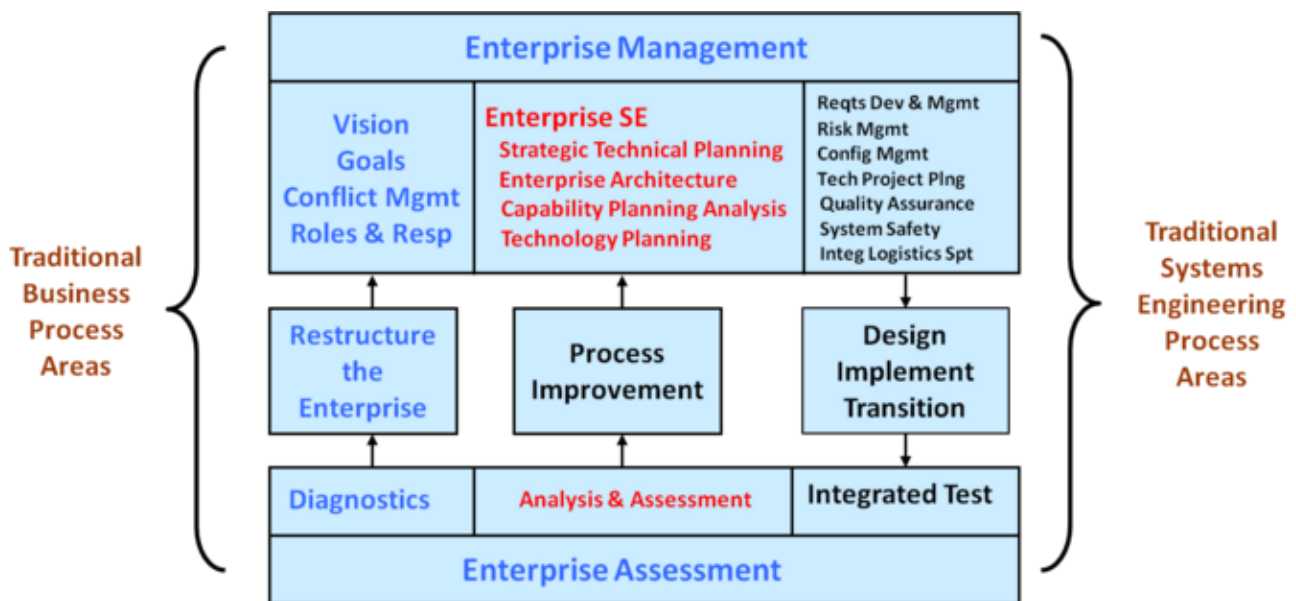 Enterprise Management
Traditional
Business
Process
Areas
Vision
Goals
Conflict Mgmt
Roles & Resp
Enterprise SE
Strategic Technical Planning
Enterprise Architecture
Capability Planning Analysis
Technology Planning
Reqts Dev & Mgmt
Risk Mgmt
Config Mgmt
Tech Project Plng
Quality Assurance
System Safety
Integ Logistics Spt
Traditional
Systems
Engineering
Process
Areas
Restructure
the
Enterprise
Process
Improvement
Design
Implement
Transition
Diagnostics
Analysis & Assessment
Integrated Test
Enterprise Assessment